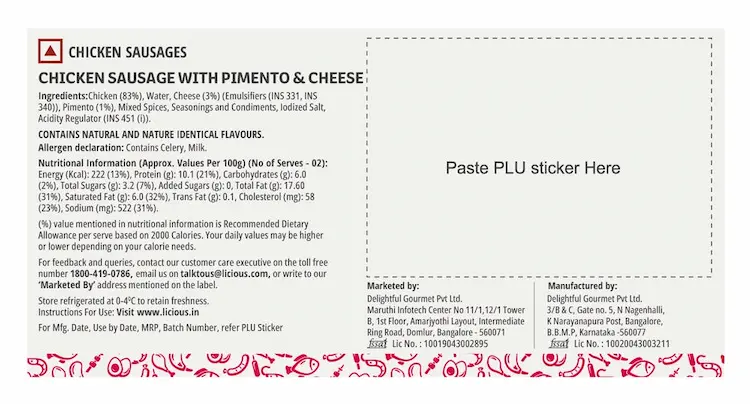 CHICKEN SAUSAGES
CHICKEN SAUSAGE WITH PIMENTO & CHEESE
Ingredients:Chicken (83%), Water, Cheese (3%) (Emulsifiers (INS 331, INS
340)), Pimento (1%), Mixed Spices, Seasonings and Condiments, Iodized Salt,
Acidity Regulator (INS 451 (i)).
CONTAINS NATURAL AND NATURE IDENTICAL FLAVOURS.
Allergen declaration: Contains Celery, Milk.
Nutritional Information (Approx. Values Per 100g) (No of Serves - 02):
Energy (Kcal): 222 (13%), Protein (g): 10.1 (21%), Carbohydrates (g): 6.0
(2%), Total Sugars (g): 3.2 (7%), Added Sugars (g): 0, Total Fat (g): 17.60
(31%), Saturated Fat (g): 6.0 (32%), Trans Fat (g): 0.1, Cholesterol (mg): 58
(23%), Sodium (mg): 522 (31%).
(%) value mentioned in nutritional information is Recommended Dietary
Allowance per serve based on 2000 Calories. Your daily values may be higher
or lower depending on your calorie needs.
For feedback and queries, contact our customer care executive on the toll free
number 1800-419-0786, email us on talktous@licious.com, or write to our
‘Marketed By’ address mentioned on the label.
Store refrigerated at 0-4⁰C to retain freshness.
Instructions For Use: Visit www.licious.in
For Mfg. Date, Use by Date, MRP, Batch Number, refer PLU Sticker
Paste PLU sticker Here
Marketed by:
Delightful Gourmet Pvt Ltd.
Maruthi Infotech Center No 11/1,12/1 Tower
B, 1st Floor, Amarjyothi Layout, Intermediate
Ring Road, Domlur, Bangalore - 560071
fssai Lic No. : 10019043002895
Manufactured by:
Delightful Gourmet Pvt Ltd.
3/B & C, Gate no. 5, N Nagenhalli,
K Narayanapura Post, Bangalore,
B.B.M.P, Karnataka -560077
fssai Lic No. : 10020043003211